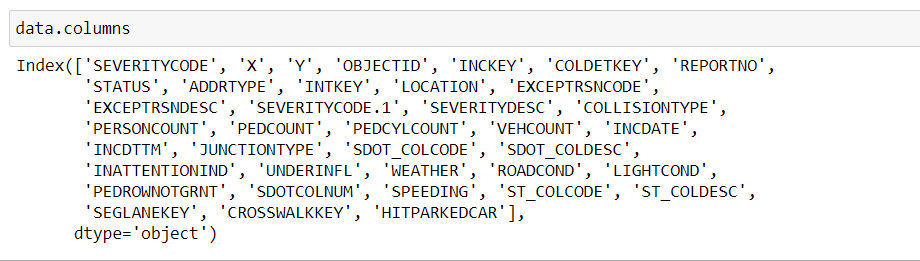 data.columns
Index(['SEVERITYCODE', 'X', 'Y', 'OBJECTID', 'INCKEY', 'COLDETKEY', 'REPORTNO',
'STATUS', 'ADDRTYPE', 'INTKEY', 'LOCATION', 'EXCEPTRSNCODE',
'EXCEPTRSNDESC', 'SEVERITYCODE.1', 'SEVERITYDESC', 'COLLISIONTYPE',
'PERSONCOUNT', 'PEDCOUNT', 'PEDCYLCOUNT', 'VEHCOUNT', 'INCDATE',
'INCDTTM', 'JUNCTIONTYPE', 'SDOT_COLCODE', 'SDOT_COLDESC',
'INATTENTIONIND', 'UNDERINFL', 'WEATHER', 'ROADCOND', 'LIGHTCOND',
'PEDROWNOTGRNT', 'SDOTCOLNUM', 'SPEEDING', 'ST_COLCODE', 'ST_COLDESC',
'SEGLANEKEY', 'CROSSWALKKEY', 'HITPARKEDCAR'],
dtype='object')